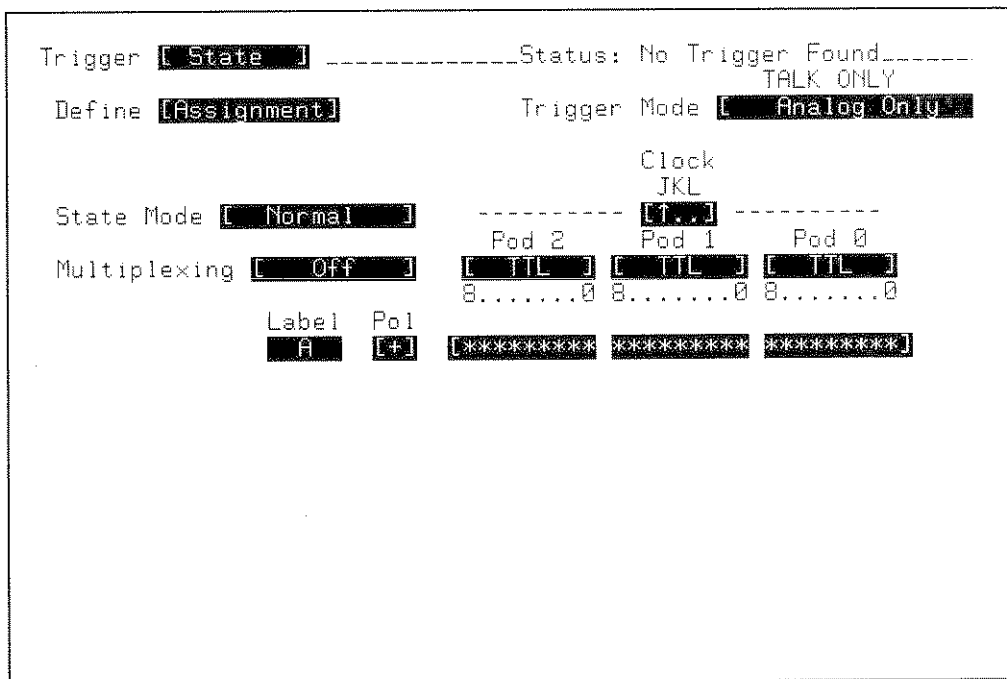 Trigger [ State ] _____________Status: No Trigger Found______
TALK ONLY
Define [Assignment] Trigger Mode [ Analog Only
Clock
JKL
State Mode [ Normal ] ---------- [↑..] ----------
Pod 2 Pod 1 Pod 0
Multiplexing [ Off ] [ TTL ] [ TTL ] [ TTL ]
8.......0 8.......0 8.......0
Label Pol
A [+] [********* ********* *********]